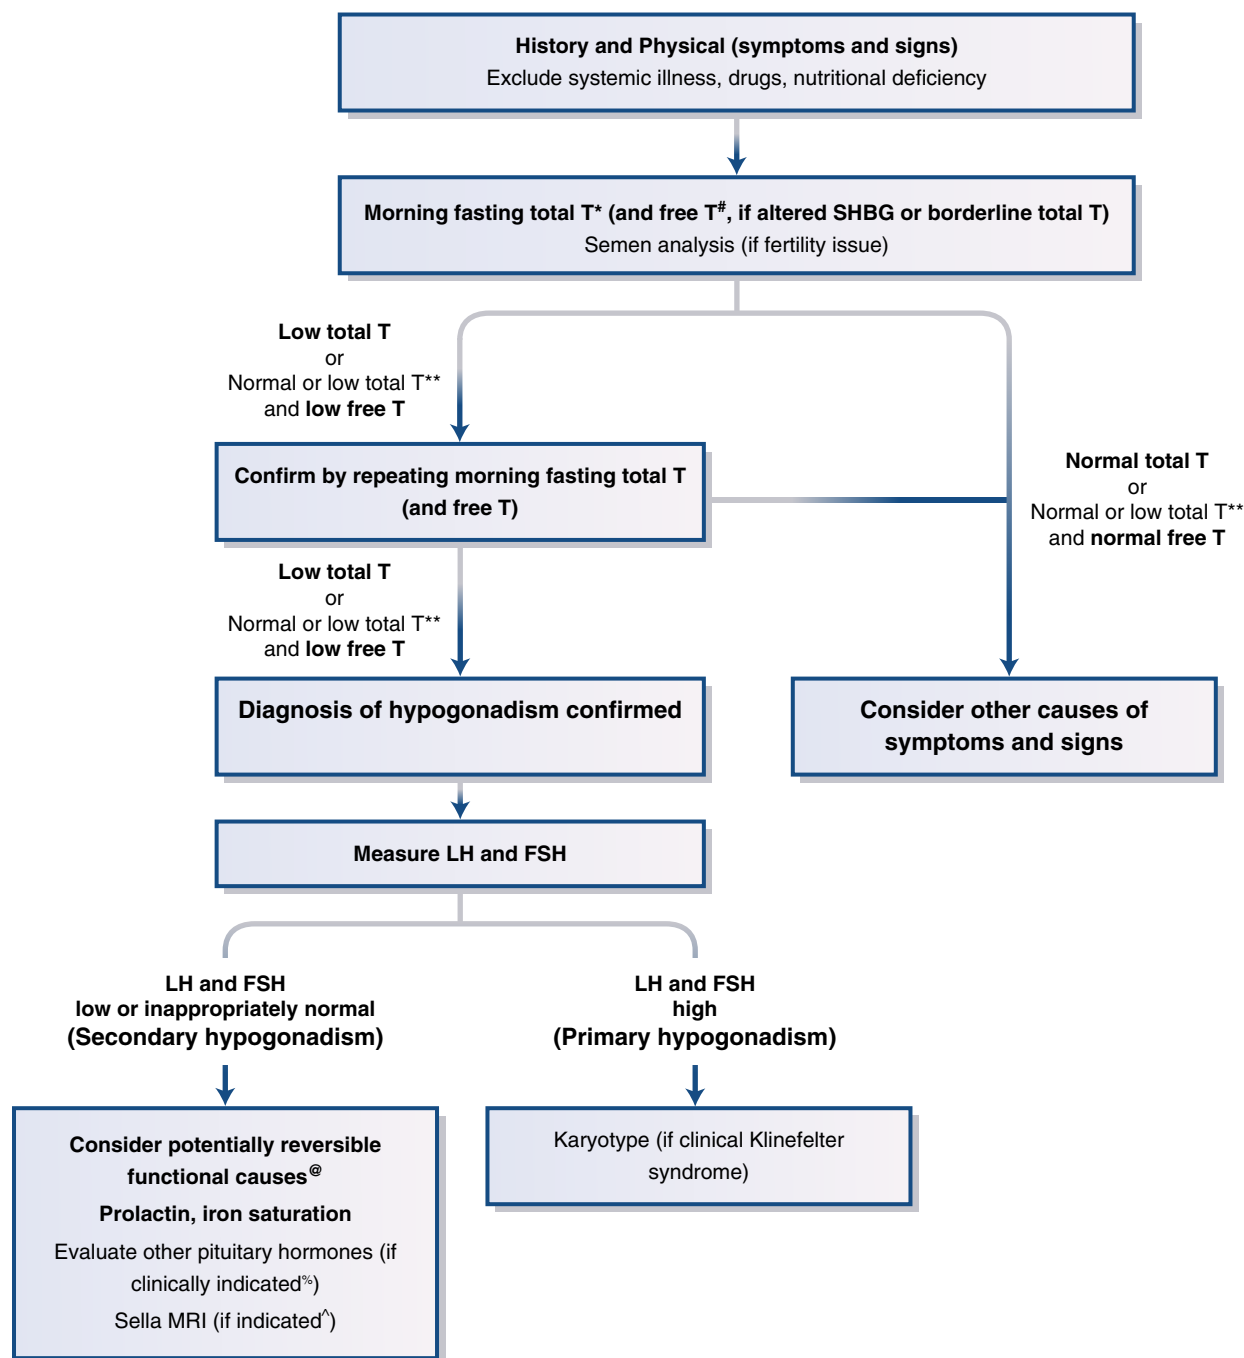 History and Physical (symptoms and signs)
Exclude systemic illness, drugs, nutritional deficiency
Morning fasting total T* (and free T#, if altered SHBG or borderline total T)
Semen analysis (if fertility issue)
Low total T
or
Normal or low total T**
and low free T
Normal total T
or
Normal or low total T**
and normal free T
Confirm by repeating morning fasting total T
(and free T)
Low total T
or
Normal or low total T**
and low free T
Diagnosis of hypogonadism confirmed
Consider other causes of
symptoms and signs
Measure LH and FSH
LH and FSH
low or inappropriately normal
(Secondary hypogonadism)
LH and FSH
high
(Primary hypogonadism)
Consider potentially reversible
functional causes@
Prolactin, iron saturation
Evaluate other pituitary hormones (if
clinically indicated%)
Sella MRI (if indicated^)
Karyotype (if clinical Klinefelter
syndrome)